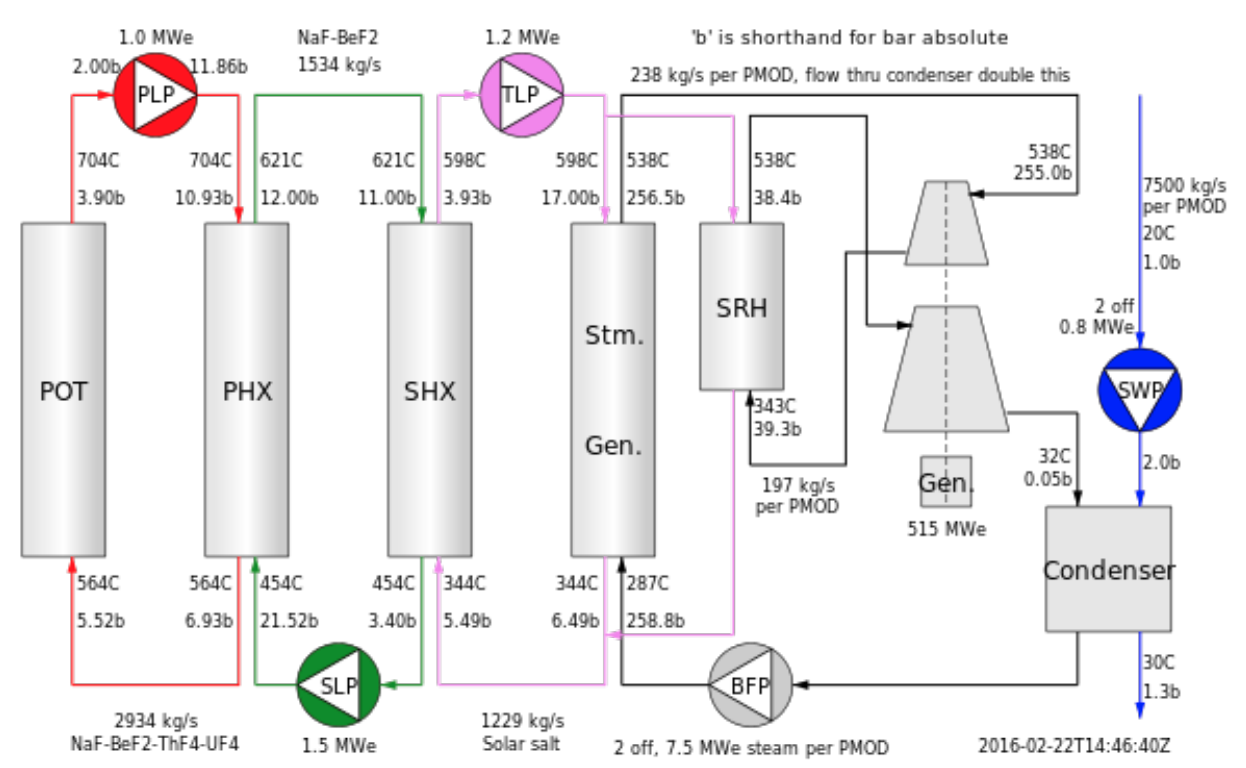 1.0 MWe
NaF-BeF2
1534 kg/s
1.2 MWe
'b' is shorthand for bar absolute
238 kg/s per PMOD, flow thru condenser double this
2.00b
11.86b
PLP
TLP
704C
3.90b
704C
10.93b
621C
12.00b
621C
11.00b
598C
3.93b
598C
17.00b
538C
256.5b
538C
38.4b
538C
255.0b
7500 kg/s
per PMOD
20C
1.0b
2 off
0.8 MWe
SWP
2.0b
POT
PHX
SHX
Stm.
Gen.
SRH
343C
39.3b
197 kg/s
per PMOD
Gen.
515 MWe
32C
0.05b
Condenser
30C
1.3b
564C
5.52b
564C
6.93b
454C
21.52b
454C
3.40b
344C
5.49b
344C
6.49b
287C
258.8b
SLP
BFP
2934 kg/s
NaF-BeF2-ThF4-UF4
1.5 MWe
1229 kg/s
Solar salt
2 off, 7.5 MWe steam per PMOD
2016-02-22T14:46:40Z